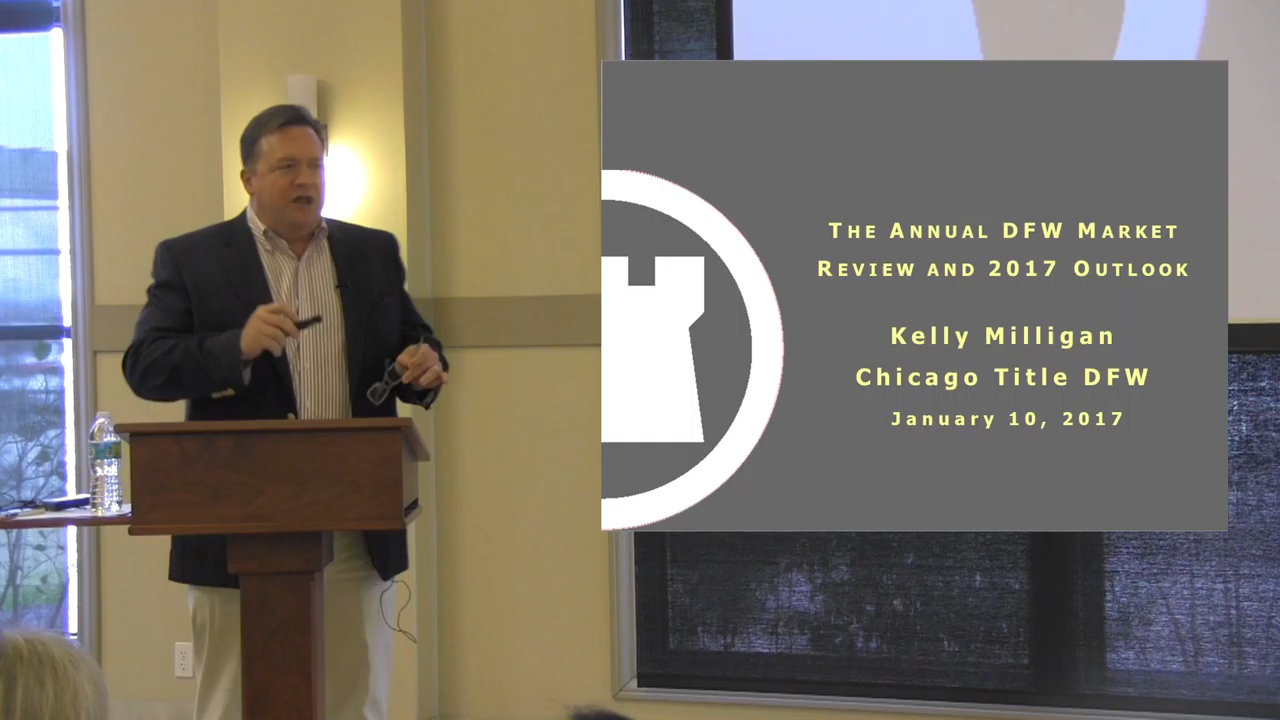 The Annual DFW Market
Review and 2017 Outlook
Kelly Milligan
Chicago Title DFW
January 10, 2017